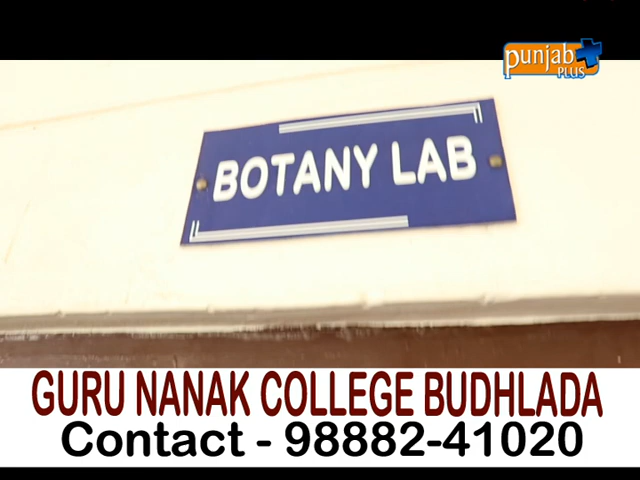 punjab
PLUS
BOTANY LAB
GURU NANAK COLLEGE BUDHLADA
Contact - 98882-41020